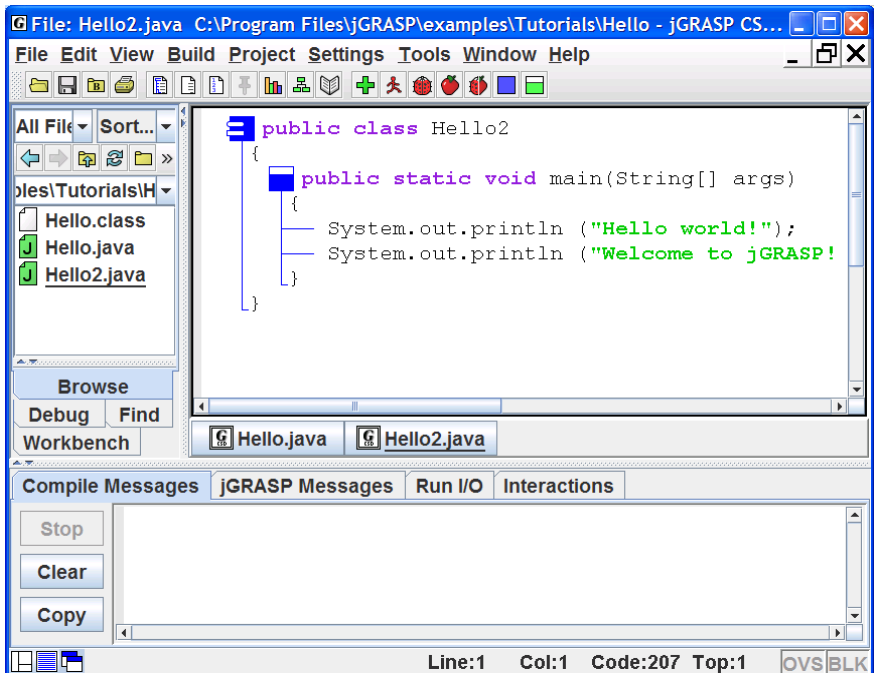 File: Hello2.java C:\Program Files\jGRASP\examples\Tutorials\Hello - jGRASP CS...
File Edit View Build Project Settings Tools Window Help
All File Sort...
ples\Tutorials\H
Hello.class
Hello.java
Hello2.java
Browse
Debug Find
Workbench
public class Hello2
{
public static void main(String[] args)
{
System.out.println ("Hello world!");
System.out.println ("Welcome to jGRASP!
}
}
Hello.java Hello2.java
Compile Messages jGRASP Messages Run I/O Interactions
Stop
Clear
Copy
Line:1 Col:1 Code:207 Top:1 OVS BLK